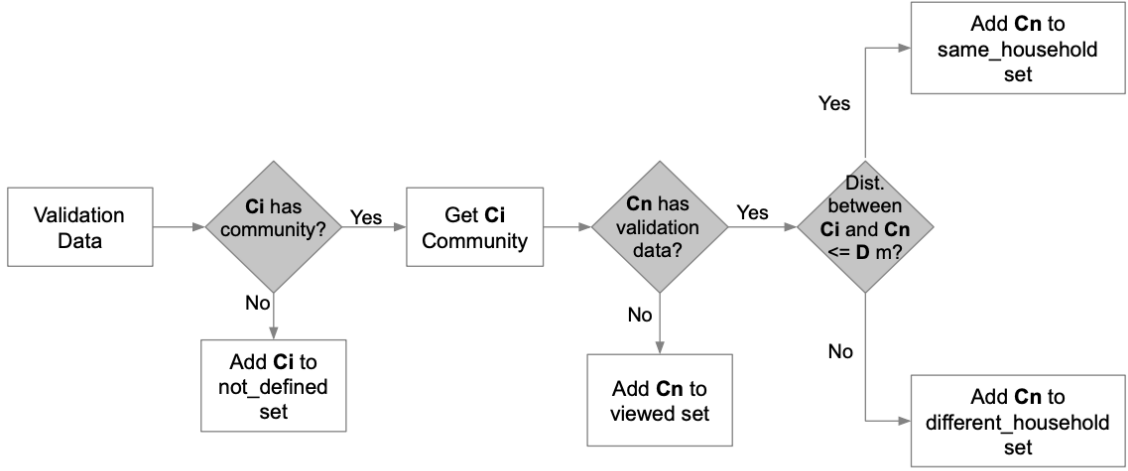 Validation
Data
Ci has
community?
Yes
No
Add Ci to
not_defined
set
Get Ci
Community
Cn has
validation
data?
Yes
No
Add Cn to
viewed set
Dist.
between
Ci and Cn
<= D m?
Yes
Add Cn to
same_household
set
No
Add Cn to
different_household
set